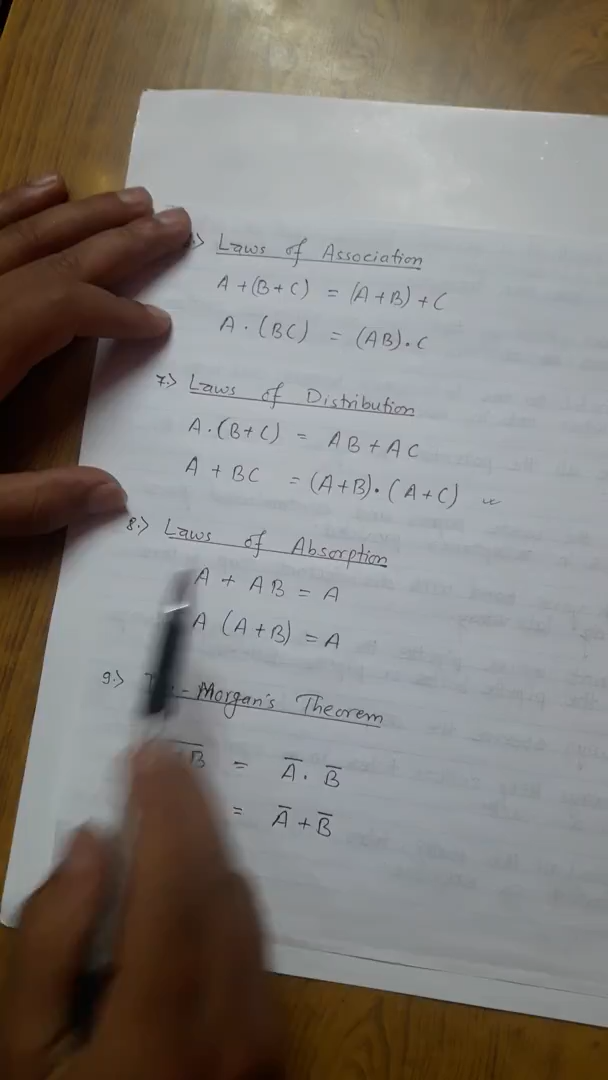 Laws of Association
A + (B + C) = (A + B) + C
A · (BC) = (AB) · C
7.> Laws of Distribution
A · (B + C) = AB + AC
A + BC = (A + B) · (A + C)
8.> Laws of Absorption
A + AB = A
A (A + B) = A
9.> - Morgan's Theorem
B̅ = A̅ · B̅
= A̅ + B̅